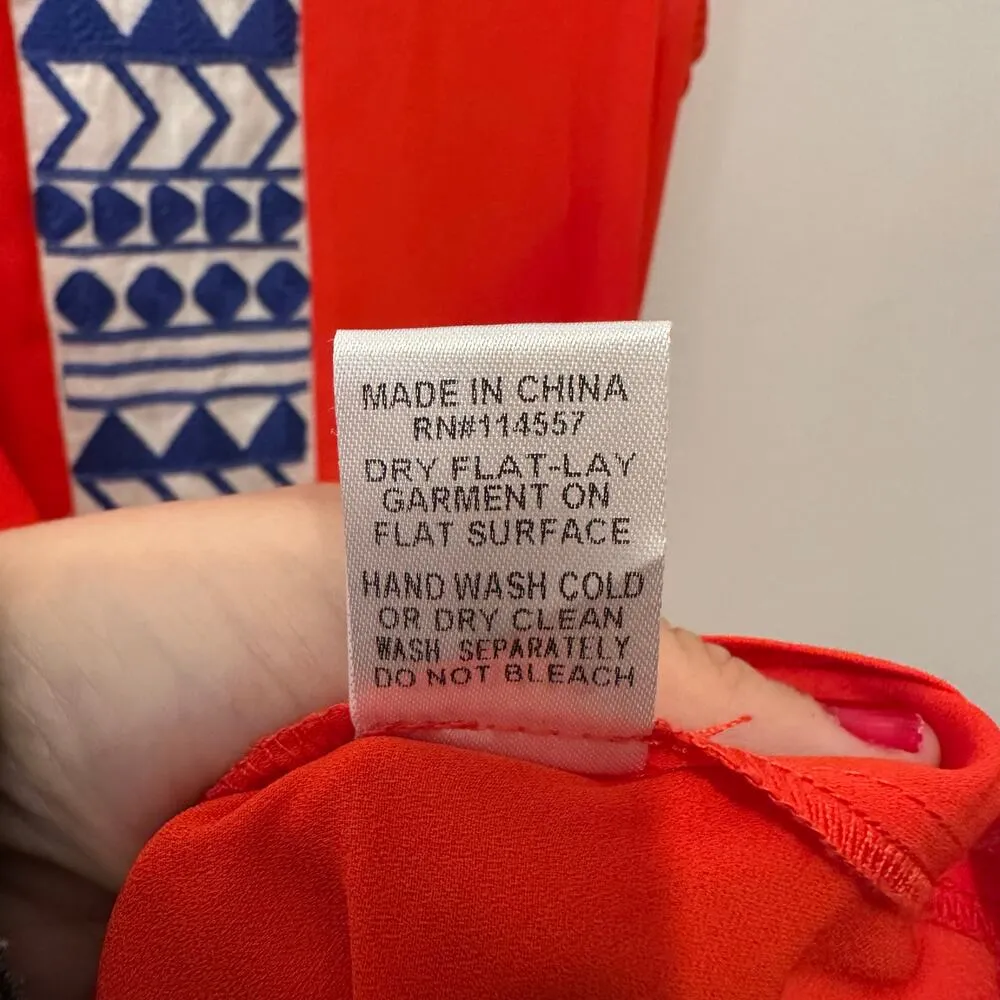 MADE IN CHINA
RN#114557
DRY FLAT-LAY
GARMENT ON
FLAT SURFACE
HAND WASH COLD
OR DRY CLEAN
WASH SEPARATELY
DO NOT BLEACH